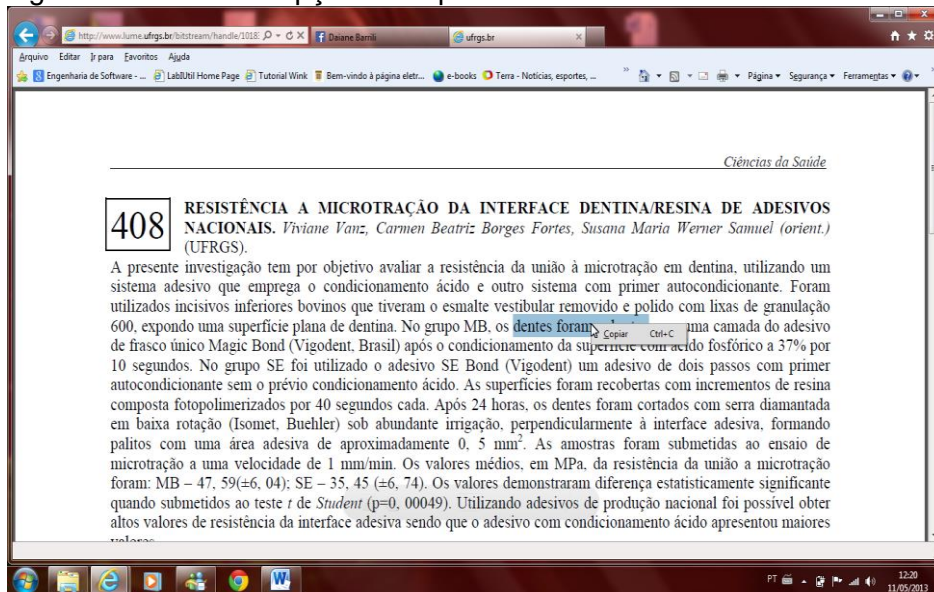 http://www.lume.ufrgs.br/bitstream/handle/1018: Daiane Barrili ufrgs.br
Arquivo Editar Ir para Favoritos Ajuda
Engenharia de Software - ... LabIUtil Home Page Tutorial Wink Bem-vindo à página eletr... e-books Terra - Notícias, esportes, ... Página Segurança Ferramentas
Ciências da Saúde
408
RESISTÊNCIA A MICROTRAÇÃO DA INTERFACE DENTINA/RESINA DE ADESIVOS
NACIONAIS. Viviane Vanz, Carmen Beatriz Borges Fortes, Susana Maria Werner Samuel (orient.)
(UFRGS).
A presente investigação tem por objetivo avaliar a resistência da união à microtração em dentina, utilizando um
sistema adesivo que emprega o condicionamento ácido e outro sistema com primer autocondicionante. Foram
utilizados incisivos inferiores bovinos que tiveram o esmalte vestibular removido e polido com lixas de granulação
600, expondo uma superfície plana de dentina. No grupo MB, os dentes foram uma camada do adesivo
Copiar Ctrl+C
de frasco único Magic Bond (Vigodent, Brasil) após o condicionamento da superfície com ácido fosfórico a 37% por
10 segundos. No grupo SE foi utilizado o adesivo SE Bond (Vigodent) um adesivo de dois passos com primer
autocondicionante sem o prévio condicionamento ácido. As superfícies foram recobertas com incrementos de resina
composta fotopolimerizados por 40 segundos cada. Após 24 horas, os dentes foram cortados com serra diamantada
em baixa rotação (Isomet, Buehler) sob abundante irrigação, perpendicularmente à interface adesiva, formando
palitos com uma área adesiva de aproximadamente 0, 5 mm². As amostras foram submetidas ao ensaio de
microtração a uma velocidade de 1 mm/min. Os valores médios, em MPa, da resistência da união a microtração
foram: MB – 47, 59(±6, 04); SE – 35, 45 (±6, 74). Os valores demonstraram diferença estatisticamente significante
quando submetidos ao teste t de Student (p=0, 00049). Utilizando adesivos de produção nacional foi possível obter
altos valores de resistência da interface adesiva sendo que o adesivo com condicionamento ácido apresentou maiores
PT 12:20
11/05/2013